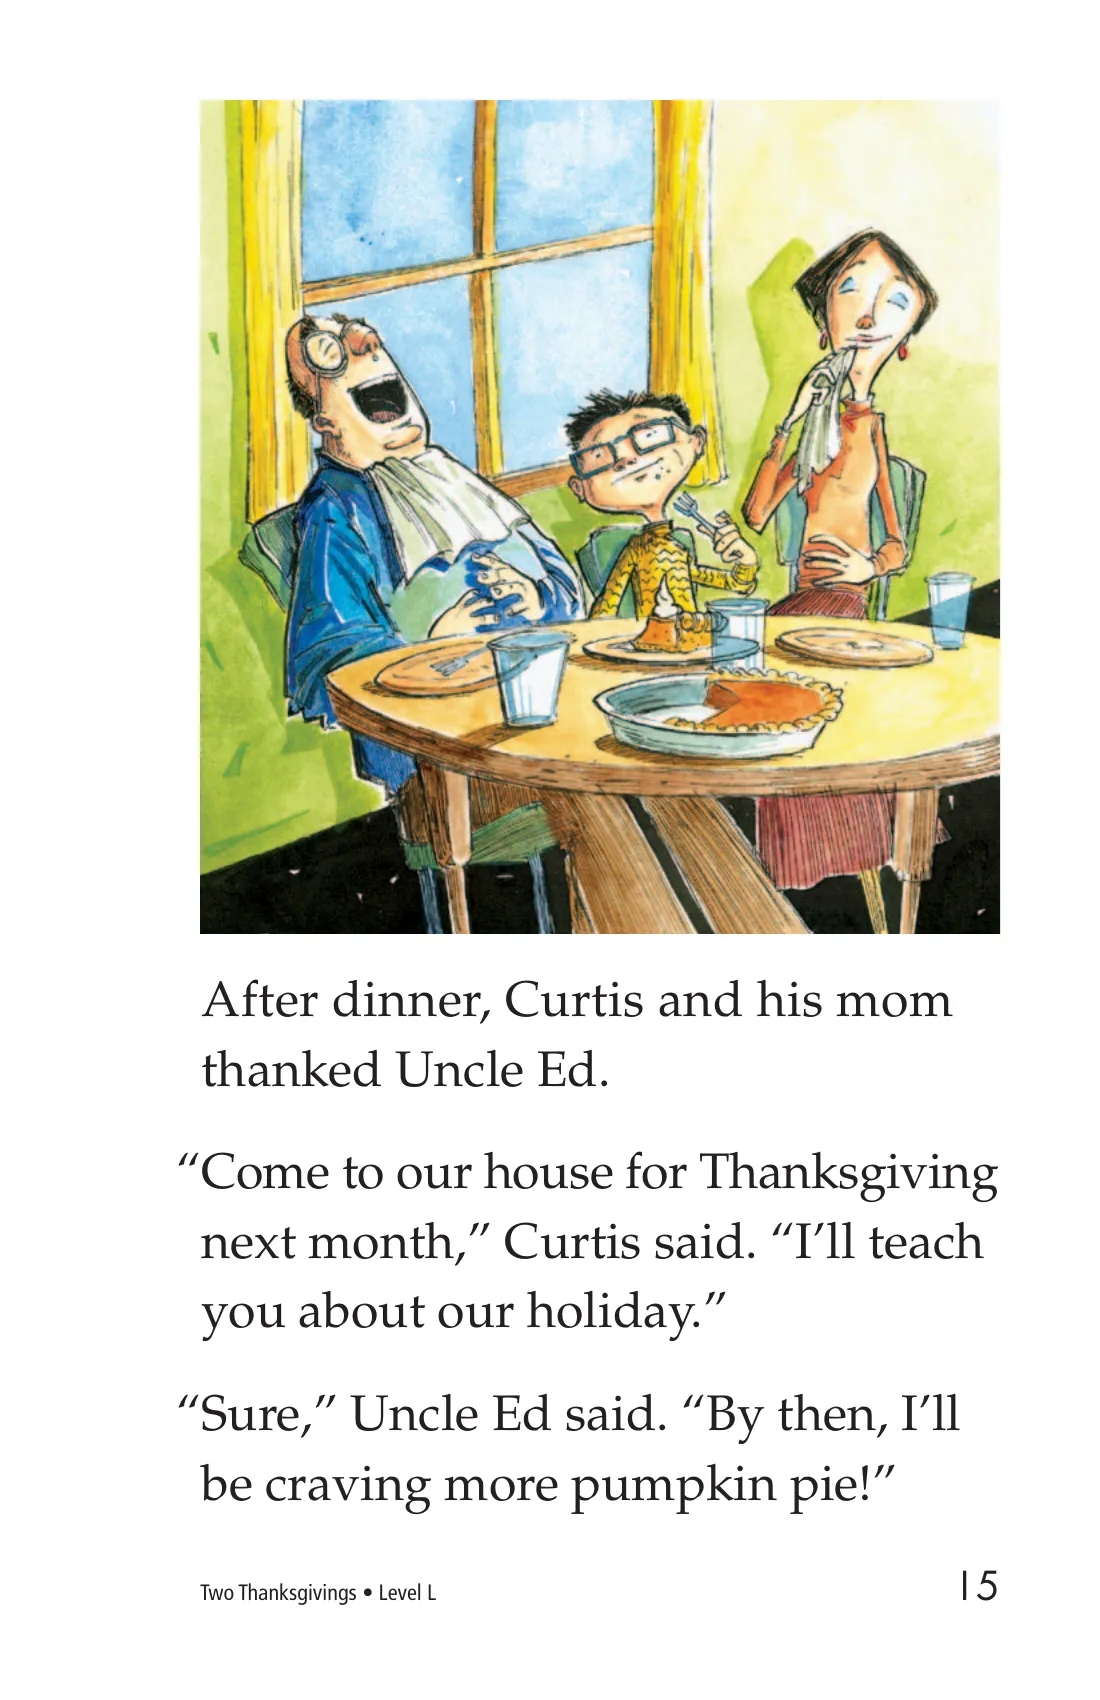 After dinner, Curtis and his mom
thanked Uncle Ed.
“Come to our house for Thanksgiving
next month,” Curtis said. “I’ll teach
you about our holiday.”
“Sure,” Uncle Ed said. “By then, I’ll
be craving more pumpkin pie!”
Two Thanksgivings • Level L
15